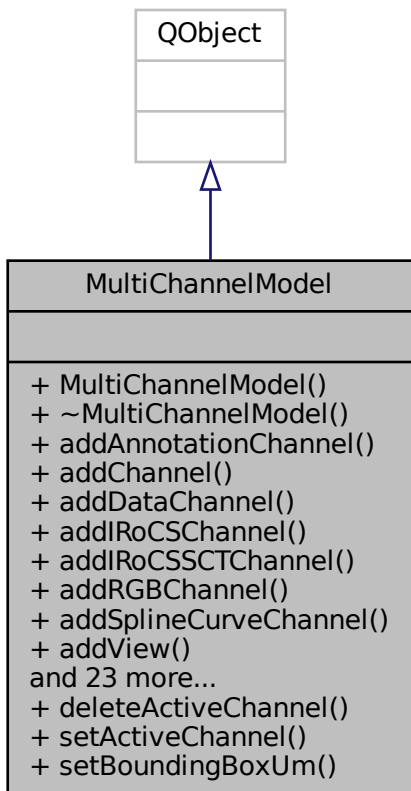 QObject
MultiChannelModel
+ MultiChannelModel()
+ ~MultiChannelModel()
+ addAnnotationChannel()
+ addChannel()
+ addDataChannel()
+ addIRoCSChannel()
+ addIRoCSSCTChannel()
+ addRGBChannel()
+ addSplineCurveChannel()
+ addView()
and 23 more...
+ deleteActiveChannel()
+ setActiveChannel()
+ setBoundingBoxUm()